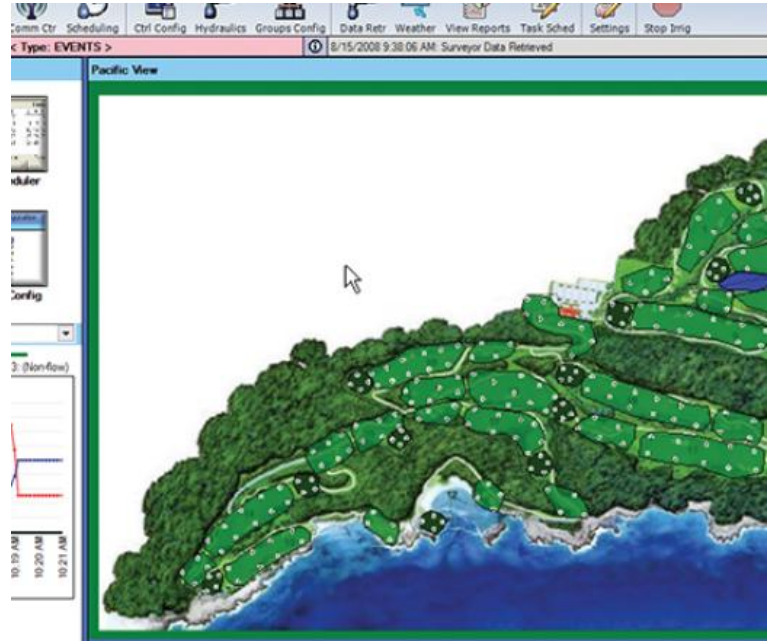 Comm Ctr Scheduling Ctrl Config Hydraulics Groups Config Data Retr Weather View Reports Task Sched Settings Stop Irrig
< Type: EVENTS > 8/15/2008 9:38:06 AM: Surveyor Data Retrieved
Pacific View
duler
Config
3: (Non-flow)
12
10:19 AM
10:20 AM
10:21 AM